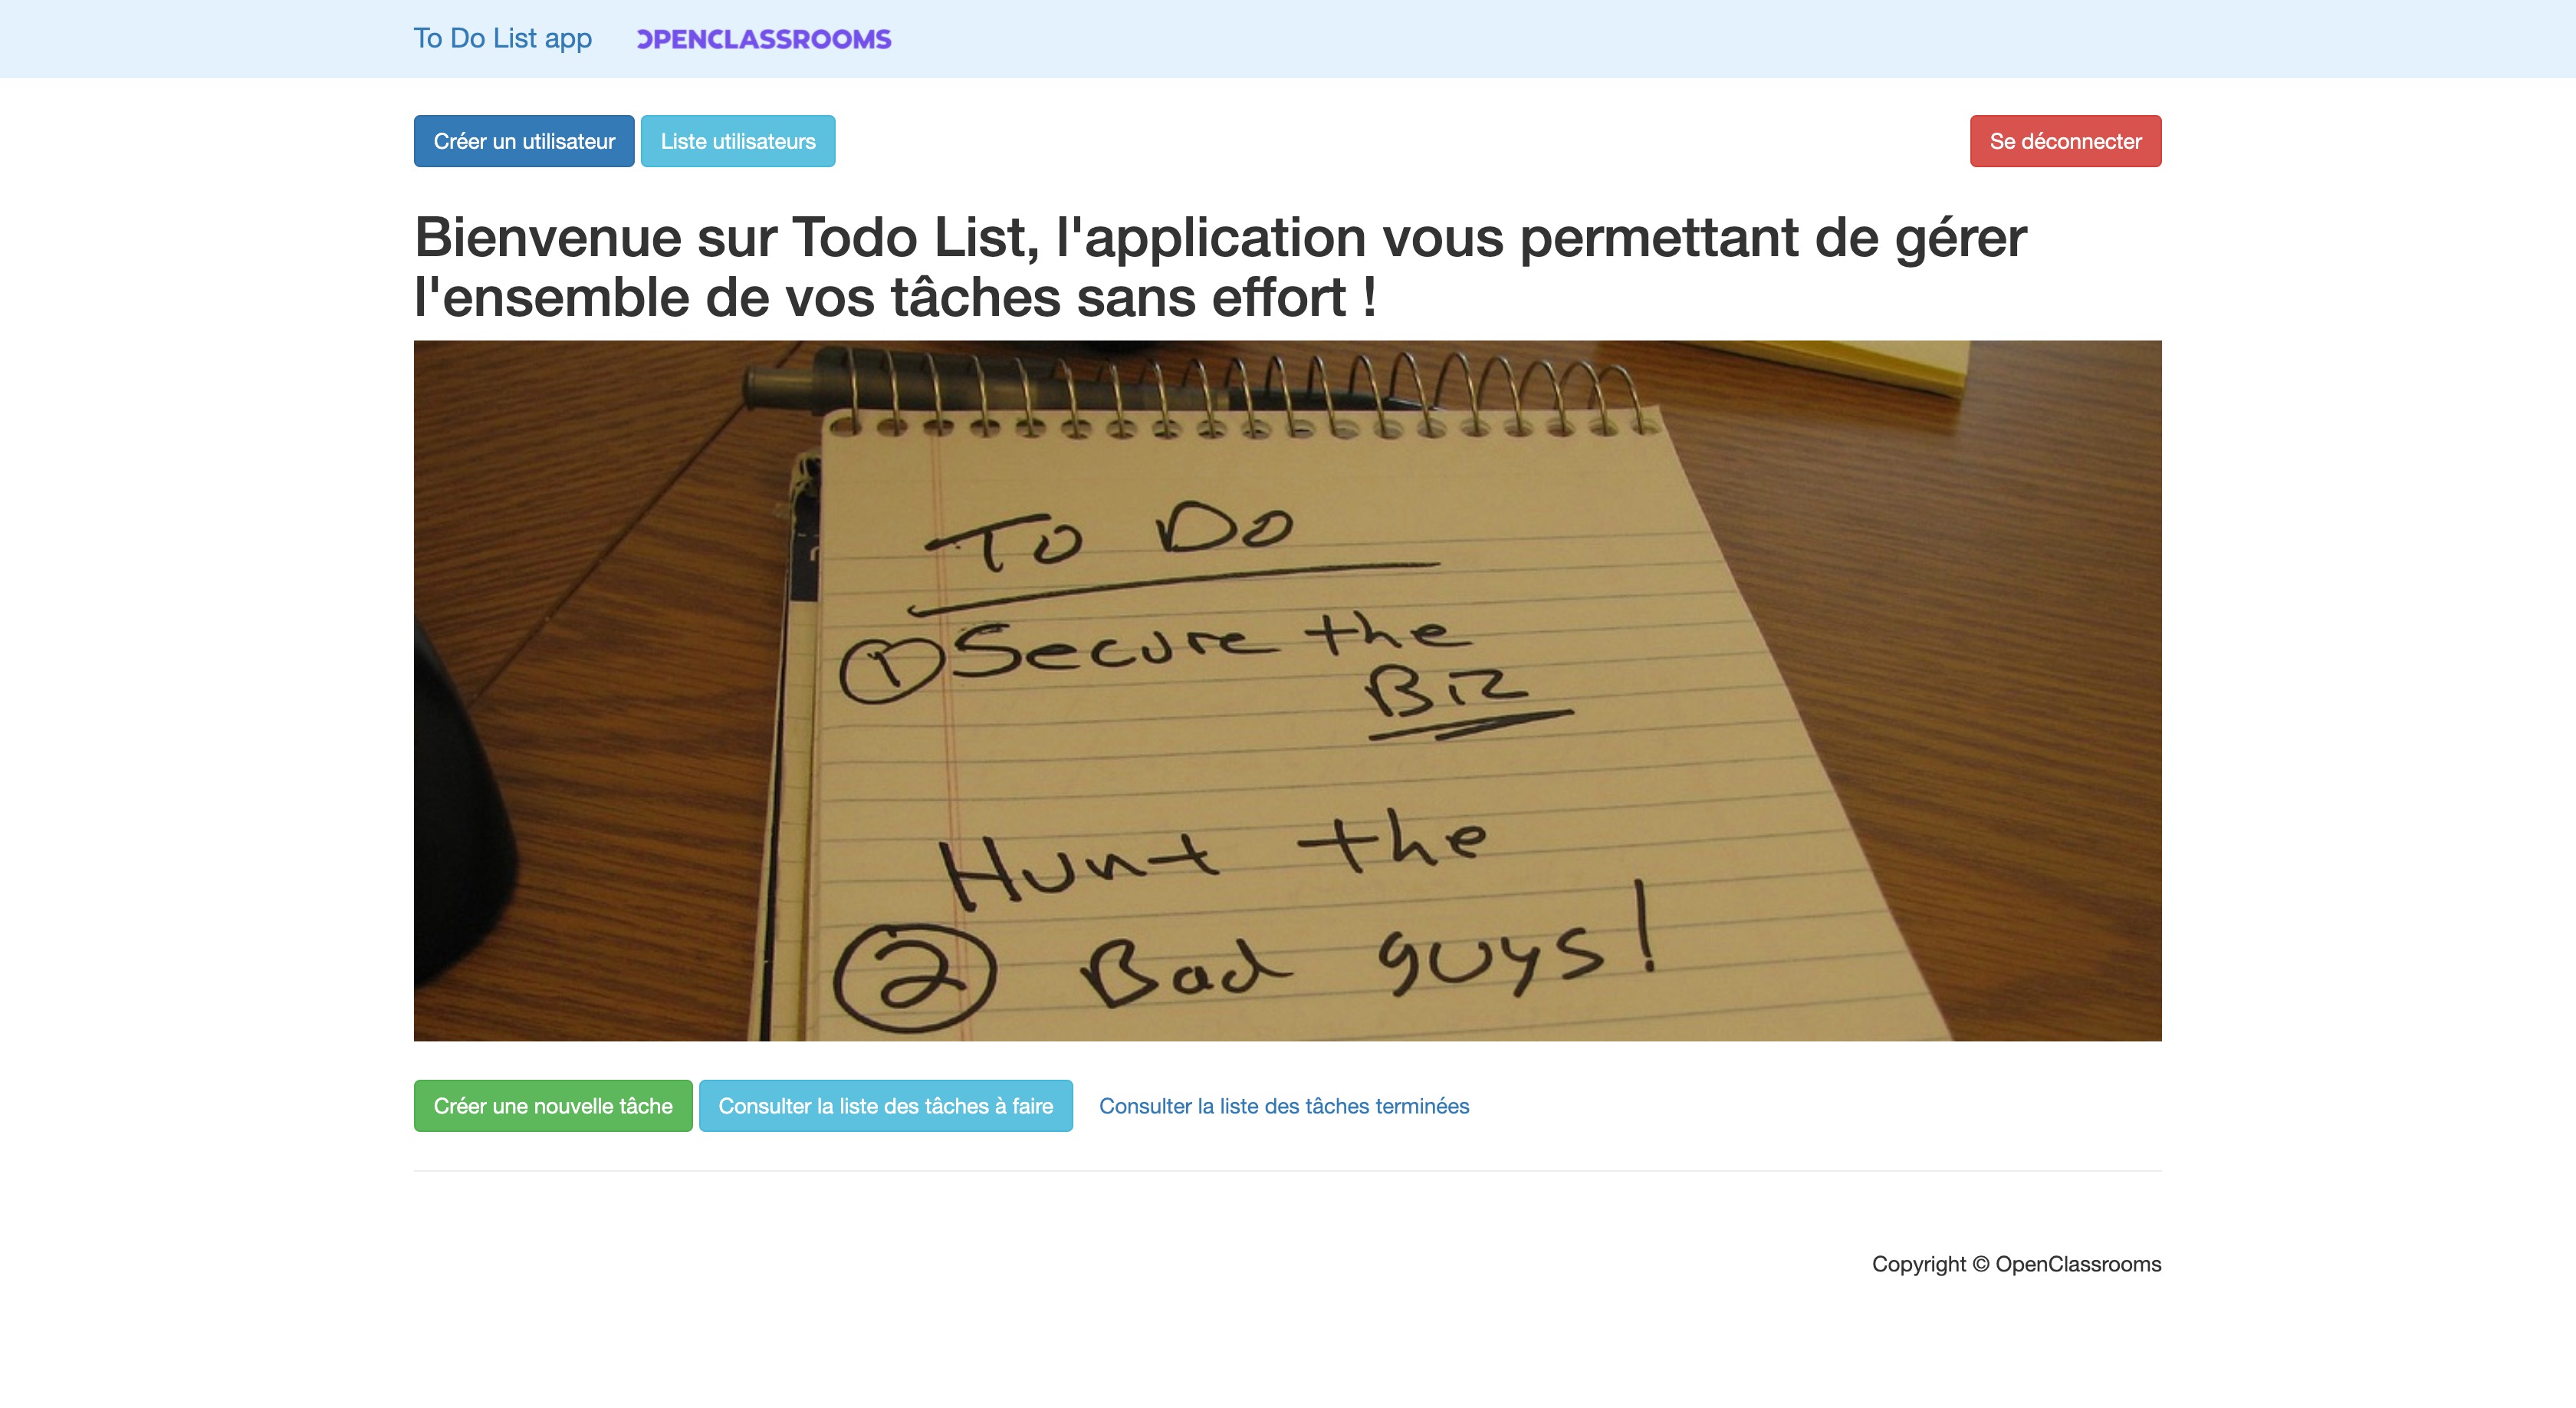 To Do List app OPENCLASSROOMS
Créer un utilisateur Liste utilisateurs Se déconnecter
Bienvenue sur Todo List, l'application vous permettant de gérer
l'ensemble de vos tâches sans effort !
To Do
1 Secure the
Biz
Hunt the
2 Bad guys!
Créer une nouvelle tâche Consulter la liste des tâches à faire Consulter la liste des tâches terminées
Copyright © OpenClassrooms